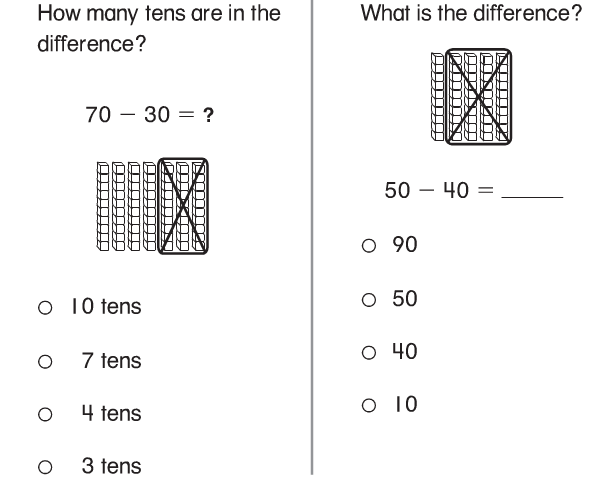 How many tens are in the
difference?
70 − 30 = ?
10 tens
7 tens
4 tens
3 tens
What is the difference?
50 − 40 = _____
90
50
40
10